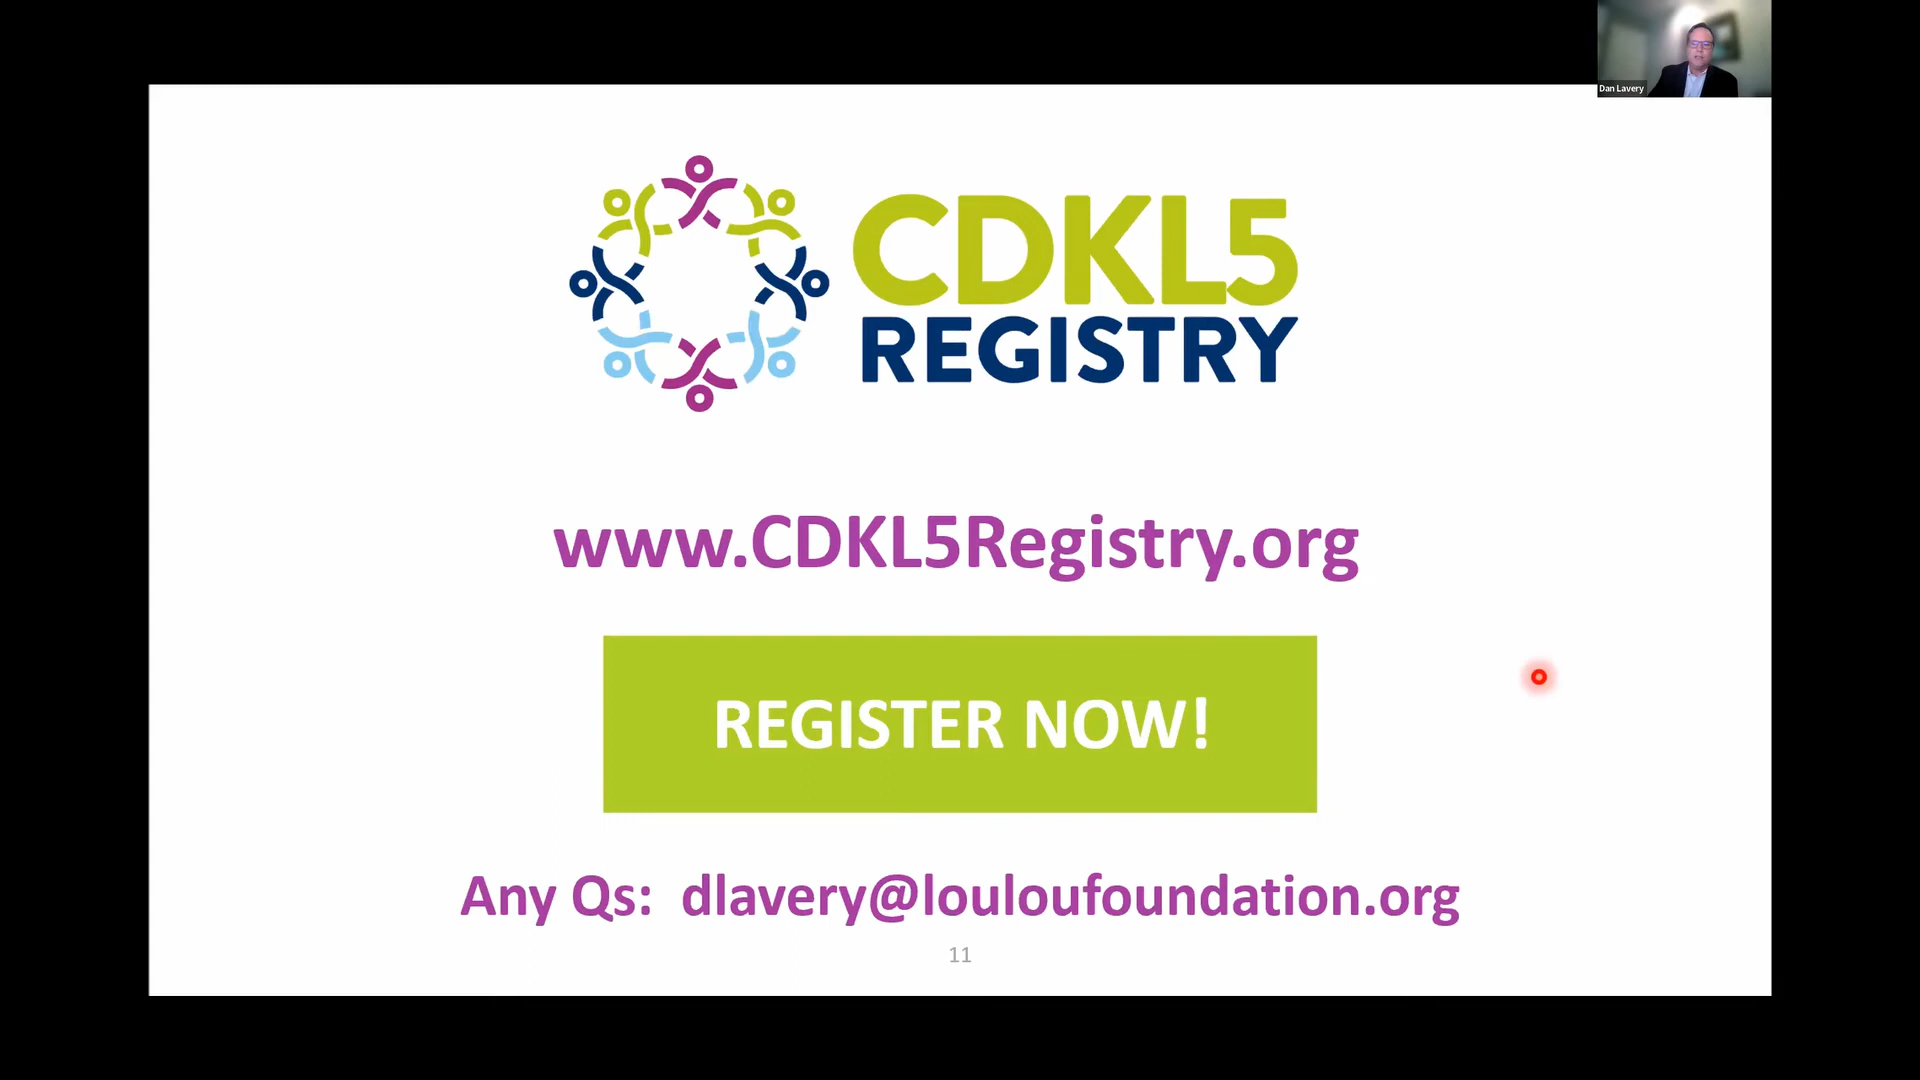 Dan Lavery
CDKL5
REGISTRY
www.CDKL5Registry.org
REGISTER NOW!
Any Qs: dlavery@louloufoundation.org
11